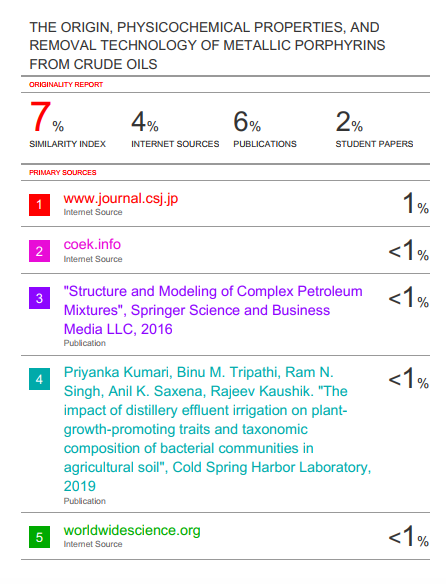 THE ORIGIN, PHYSICOCHEMICAL PROPERTIES, AND
REMOVAL TECHNOLOGY OF METALLIC PORPHYRINS
FROM CRUDE OILS
ORIGINALITY REPORT
7% 4% 6% 2%
SIMILARITY INDEX INTERNET SOURCES PUBLICATIONS STUDENT PAPERS
PRIMARY SOURCES
1 www.journal.csj.jp 1%
Internet Source
2 coek.info <1%
Internet Source
3 "Structure and Modeling of Complex Petroleum <1%
Mixtures", Springer Science and Business
Media LLC, 2016
Publication
4 Priyanka Kumari, Binu M. Tripathi, Ram N. <1%
Singh, Anil K. Saxena, Rajeev Kaushik. "The
impact of distillery effluent irrigation on plant-
growth-promoting traits and taxonomic
composition of bacterial communities in
agricultural soil", Cold Spring Harbor Laboratory,
2019
Publication
5 worldwidescience.org <1%
Internet Source